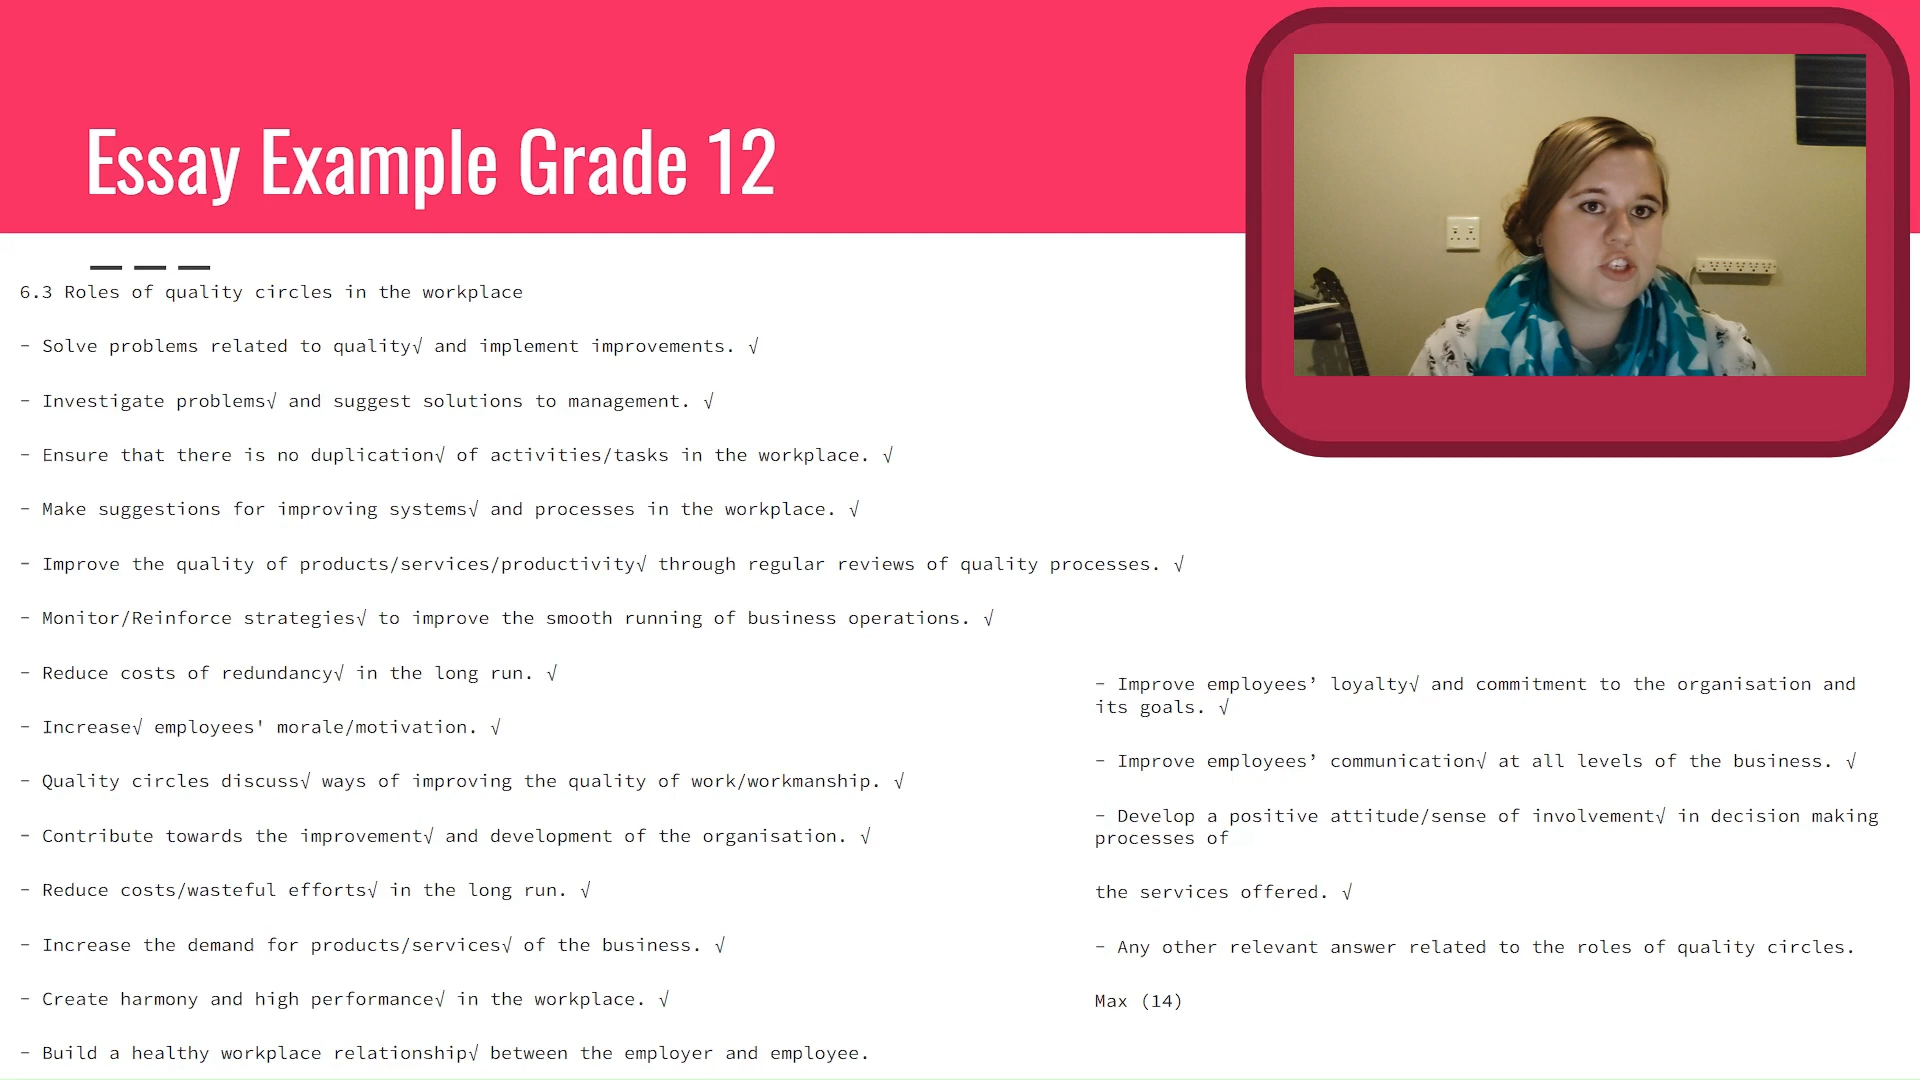 Essay Example Grade 12
6.3 Roles of quality circles in the workplace
- Solve problems related to quality√ and implement improvements. √
- Investigate problems√ and suggest solutions to management. √
- Ensure that there is no duplication√ of activities/tasks in the workplace. √
- Make suggestions for improving systems√ and processes in the workplace. √
- Improve the quality of products/services/productivity√ through regular reviews of quality processes. √
- Monitor/Reinforce strategies√ to improve the smooth running of business operations. √
- Reduce costs of redundancy√ in the long run. √
- Increase√ employees' morale/motivation. √
- Quality circles discuss√ ways of improving the quality of work/workmanship. √
- Contribute towards the improvement√ and development of the organisation. √
- Reduce costs/wasteful efforts√ in the long run. √
- Increase the demand for products/services√ of the business. √
- Create harmony and high performance√ in the workplace. √
- Build a healthy workplace relationship√ between the employer and employee.
- Improve employees’ loyalty√ and commitment to the organisation and
its goals. √
- Improve employees’ communication√ at all levels of the business. √
- Develop a positive attitude/sense of involvement√ in decision making
processes of
the services offered. √
- Any other relevant answer related to the roles of quality circles.
Max (14)